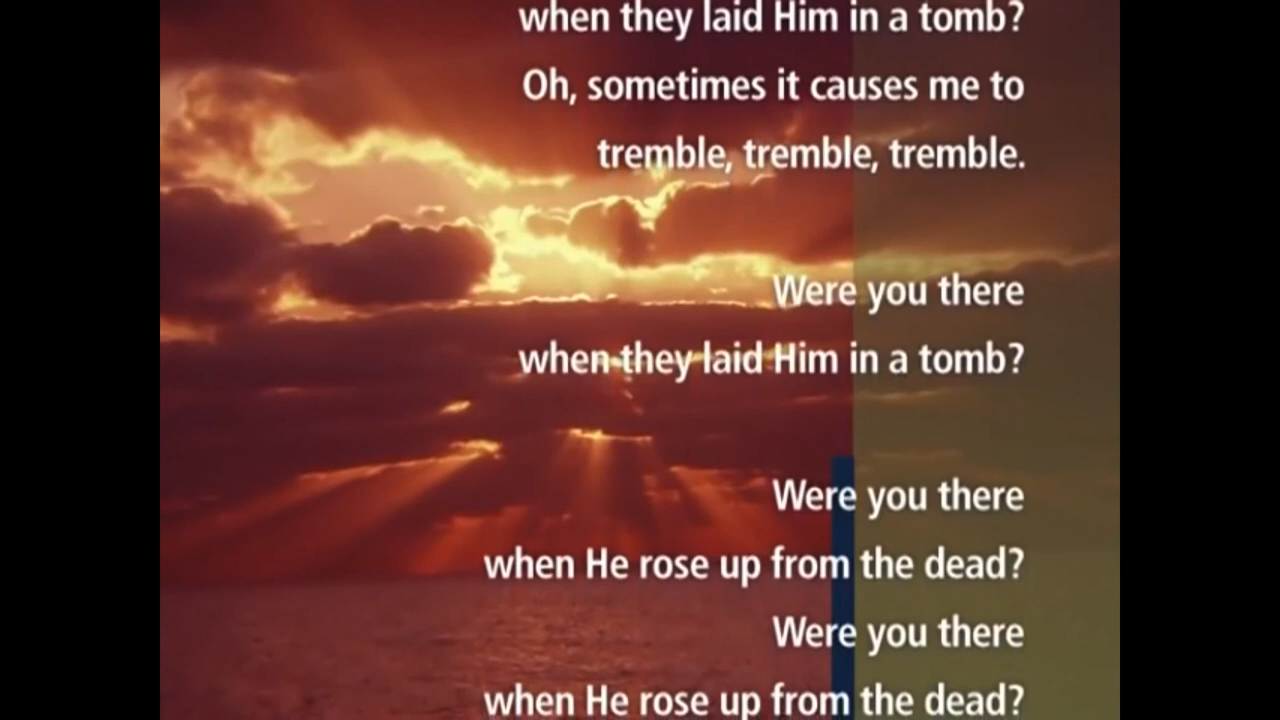 when they laid Him in a tomb?
Oh, sometimes it causes me to
tremble, tremble, tremble.
Were you there
when they laid Him in a tomb?
Were you there
when He rose up from the dead?
Were you there
when He rose up from the dead?